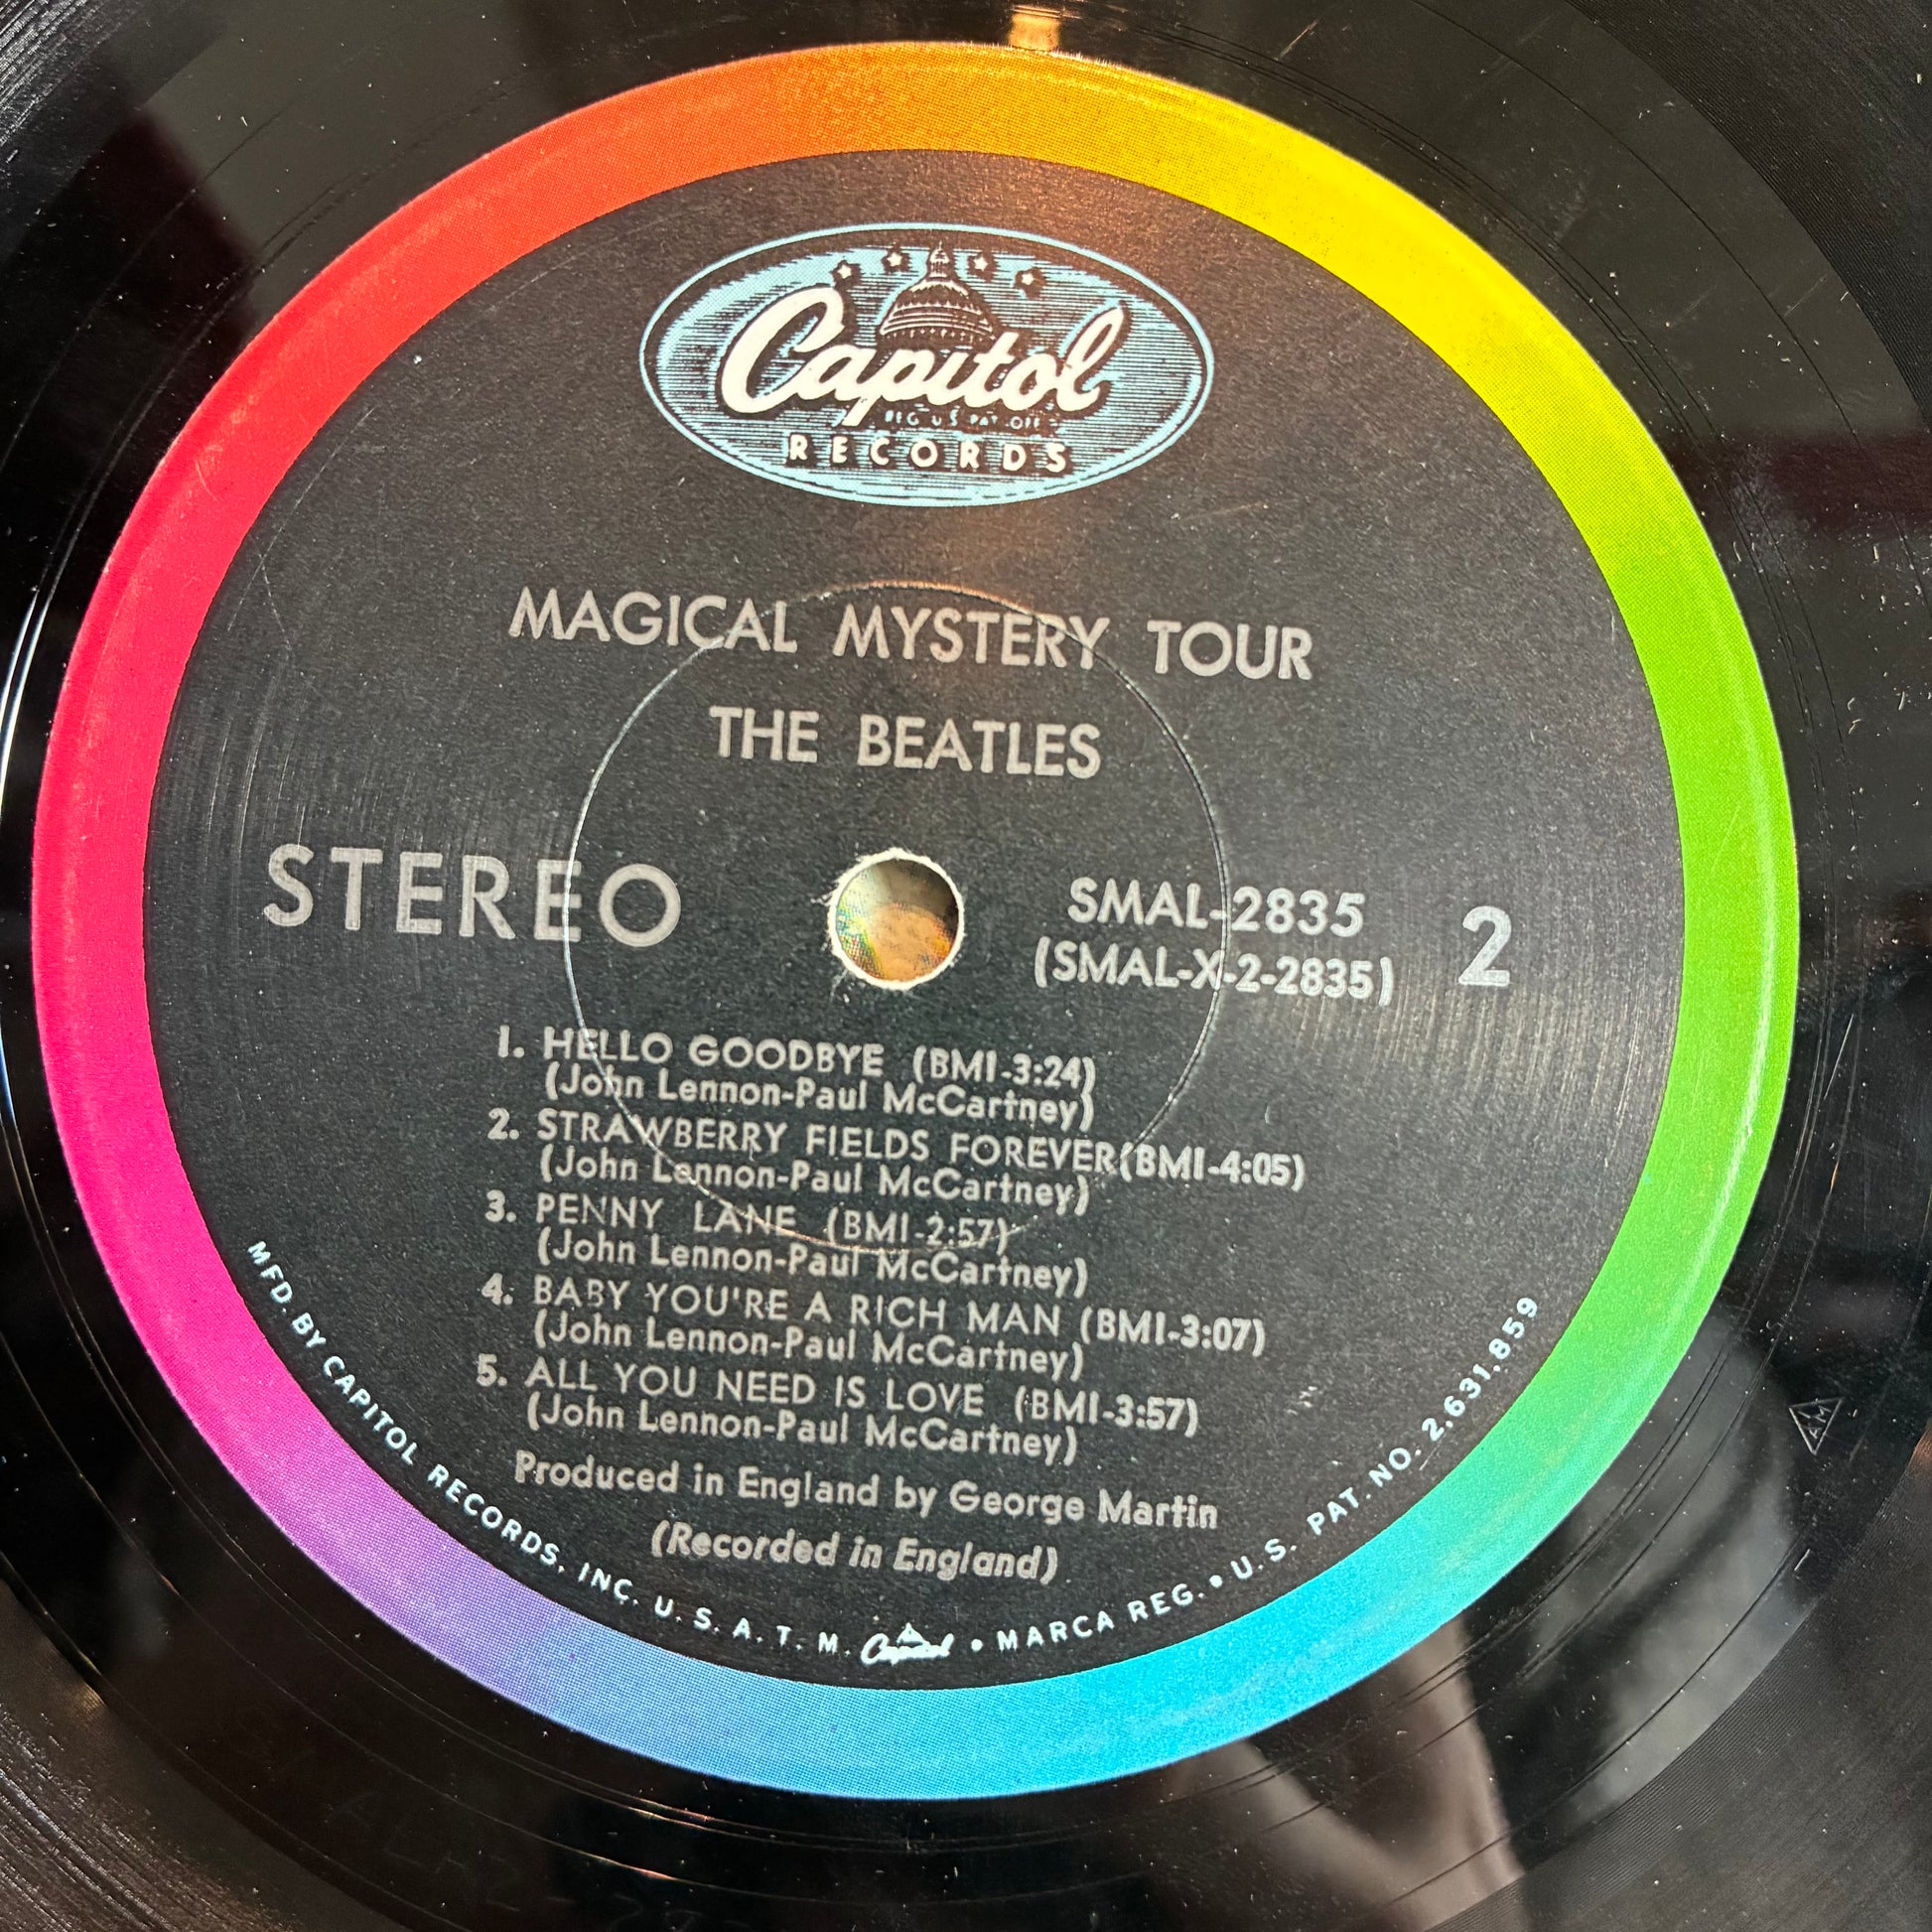 Capitol
REG. U.S. PAT. OFF.
RECORDS
MAGICAL MYSTERY TOUR
THE BEATLES
STEREO
SMAL-2835
(SMAL-X-2-2835)
2
1. HELLO GOODBYE (BMI-3:24)
(John Lennon-Paul McCartney)
2. STRAWBERRY FIELDS FOREVER(BMI-4:05)
(John Lennon-Paul McCartney)
3. PENNY LANE (BMI-2:57)
(John Lennon-Paul McCartney)
4. BABY YOU'RE A RICH MAN (BMI-3:07)
(John Lennon-Paul McCartney)
5. ALL YOU NEED IS LOVE (BMI-3:57)
(John Lennon-Paul McCartney)
Produced in England by George Martin
(Recorded in England)
MFD. BY CAPITOL RECORDS, INC. U. S. A. T. M. Capitol • MARCA REG. • U. S. PAT. NO. 2,631,859